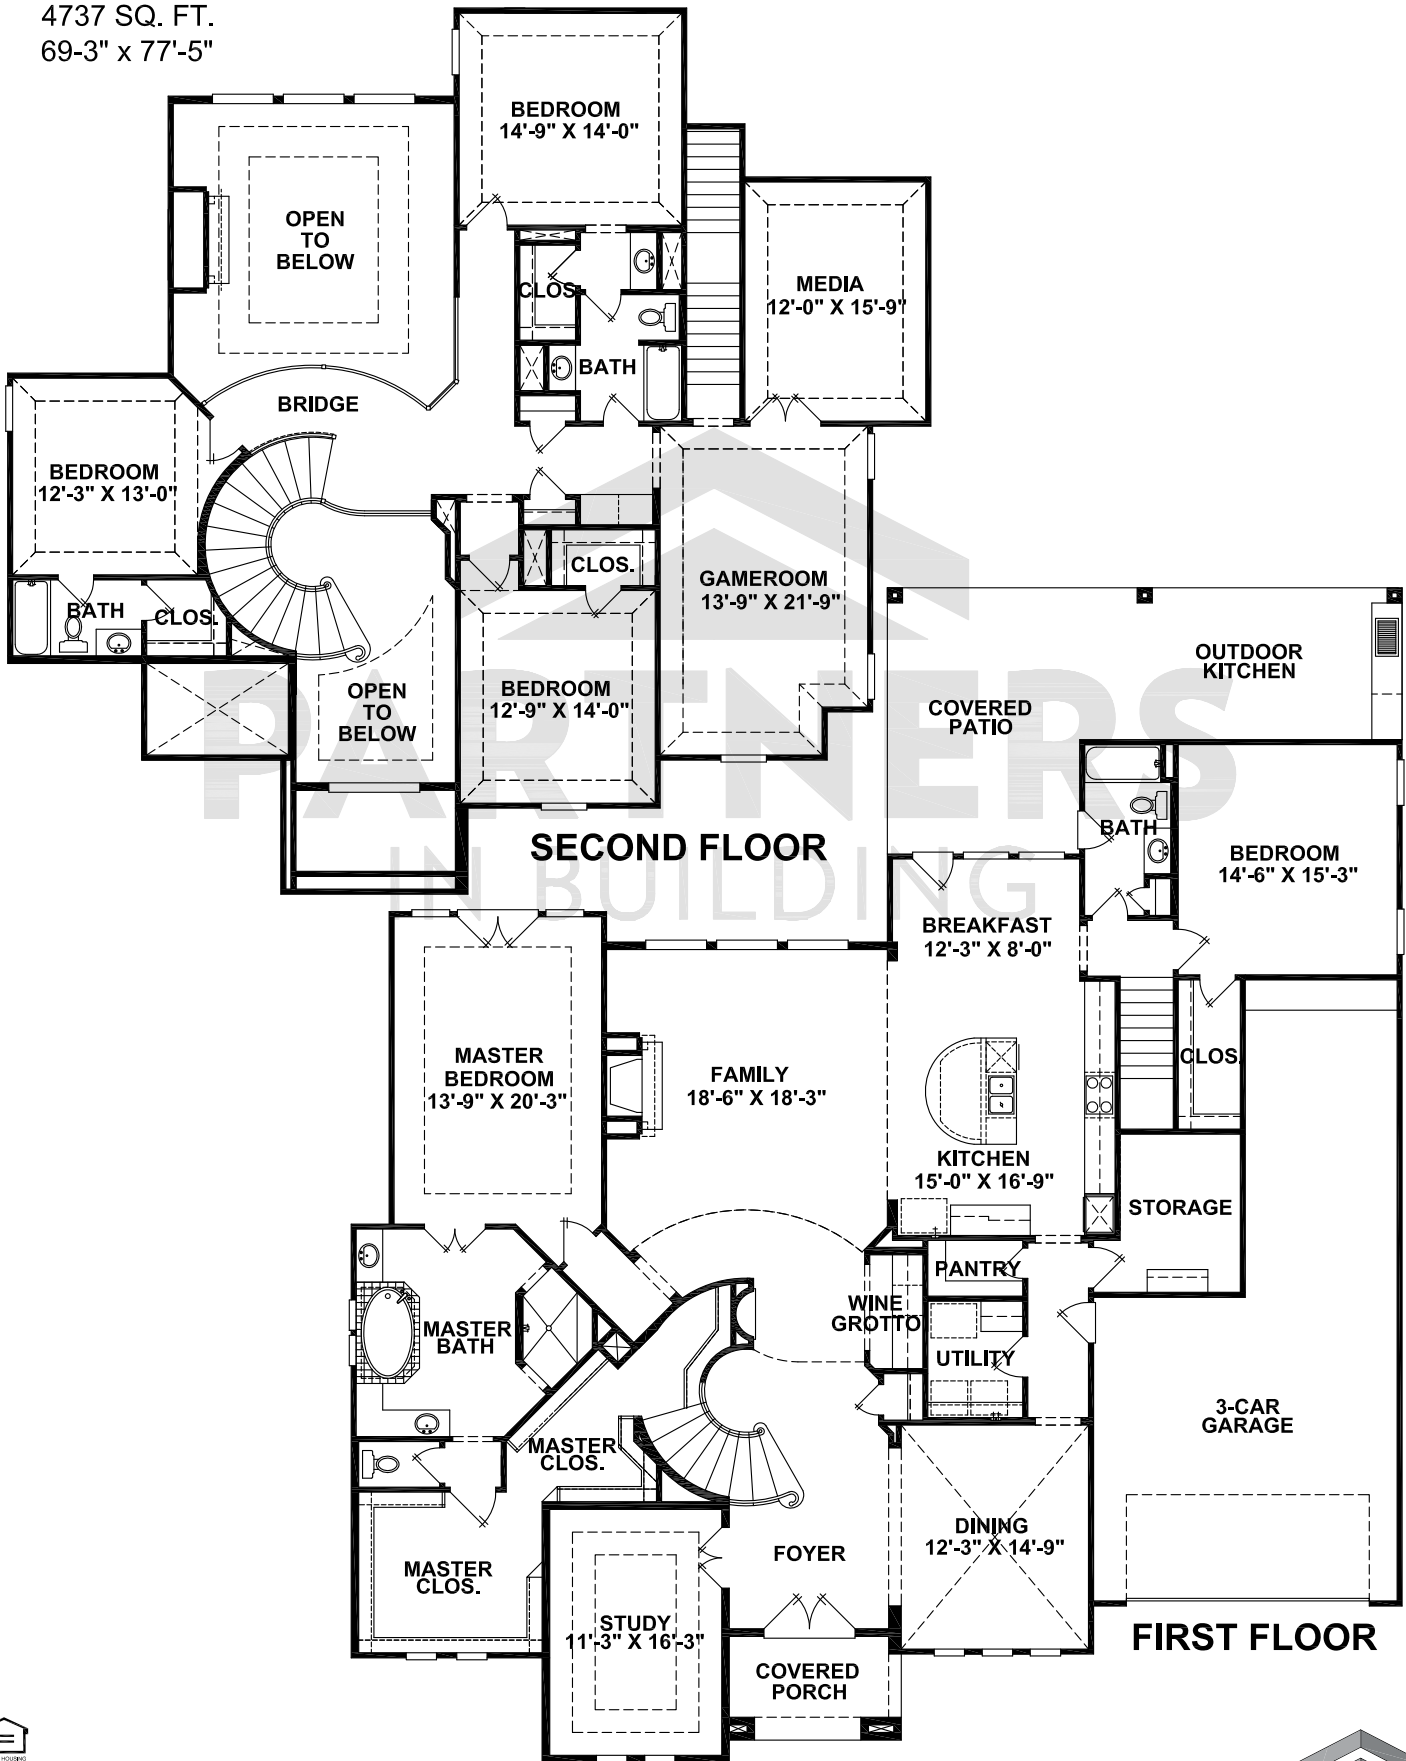 4737 SQ. FT.
69-3" x 77'-5"
BEDROOM
14'-9" X 14'-0"
OPEN
TO
BELOW
CLOS.
MEDIA
12'-0" X 15'-9"
BATH
BRIDGE
BEDROOM
12'-3" X 13'-0"
CLOS.
GAMEROOM
13'-9" X 21'-9"
BATH
CLOS.
OPEN
TO
BELOW
BEDROOM
12'-9" X 14'-0"
PARTNERS
IN BUILDING
SECOND FLOOR
OUTDOOR
KITCHEN
COVERED
PATIO
BATH
BEDROOM
14'-6" X 15'-3"
BREAKFAST
12'-3" X 8'-0"
MASTER
BEDROOM
13'-9" X 20'-3"
FAMILY
18'-6" X 18'-3"
CLOS.
KITCHEN
15'-0" X 16'-9"
STORAGE
PANTRY
WINE
GROTTO
MASTER
BATH
UTILITY
3-CAR
GARAGE
MASTER
CLOS.
DINING
12'-3" X 14'-9"
FOYER
MASTER
CLOS.
STUDY
11'-3" X 16'-3"
FIRST FLOOR
COVERED
PORCH
HOUSING